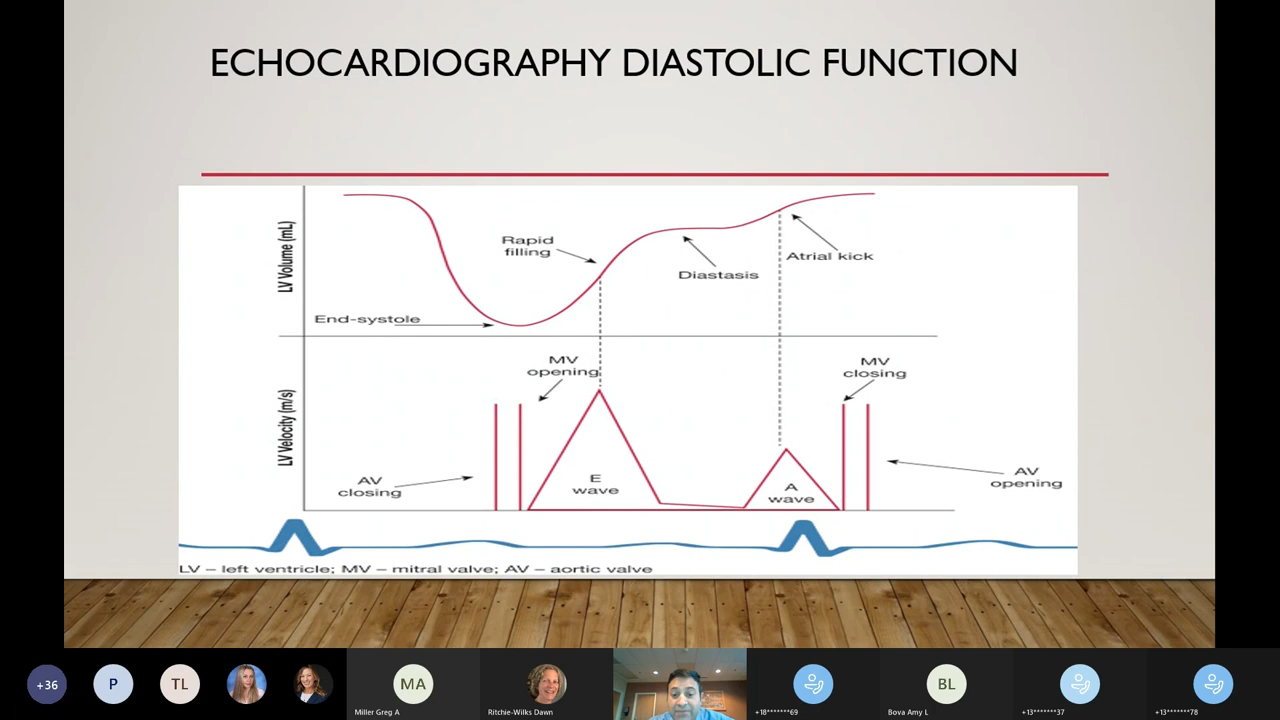 ECHOCARDIOGRAPHY DIASTOLIC FUNCTION
LV Volume (mL)
Rapid
filling
Diastasis
Atrial kick
End-systole
MV
opening
MV
closing
LV Velocity (m/s)
AV
closing
E
wave
A
wave
AV
opening
LV – left ventricle; MV – mitral valve; AV – aortic valve
+36
P
TL
MA
Miller Greg A
Ritchie-Wilks Dawn
+18*******69
BL
Bova Amy L
+13*******37
+13*******78